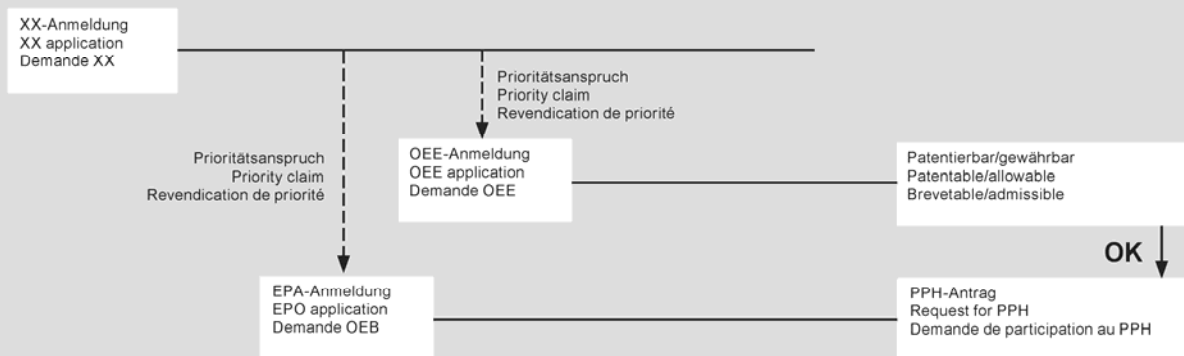 XX-Anmeldung
XX application
Demande XX
Prioritätsanspruch
Priority claim
Revendication de priorité
OEE-Anmeldung
OEE application
Demande OEE
Patentierbar/gewährbar
Patentable/allowable
Brevetable/admissible
Prioritätsanspruch
Priority claim
Revendication de priorité
OK
EPA-Anmeldung
EPO application
Demande OEB
PPH-Antrag
Request for PPH
Demande de participation au PPH